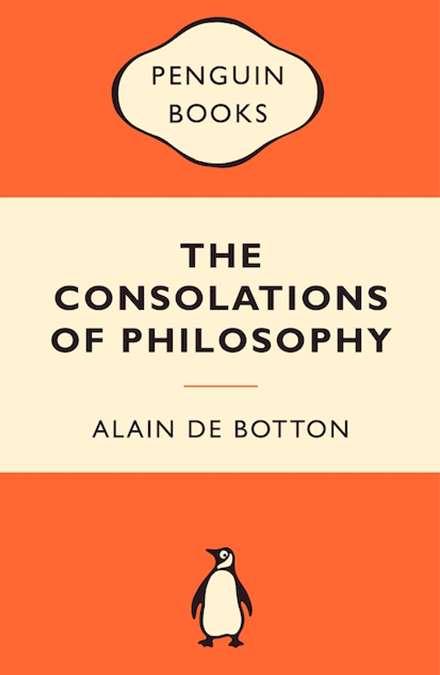 PENGUIN
BOOKS
THE
CONSOLATIONS
OF PHILOSOPHY
ALAIN DE BOTTON